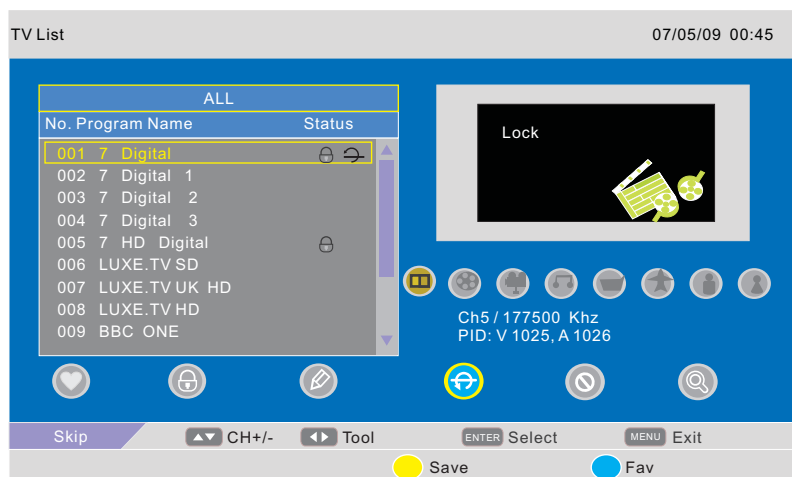 TV List 07/05/09 00:45
ALL
No. Program Name Status
001 7 Digital
002 7 Digital 1
003 7 Digital 2
004 7 Digital 3
005 7 HD Digital
006 LUXE.TV SD
007 LUXE.TV UK HD
008 LUXE.TV HD
009 BBC ONE
Lock
Ch5 / 177500 Khz
PID: V 1025, A 1026
Skip CH+/- Tool ENTER Select MENU Exit
Save Fav